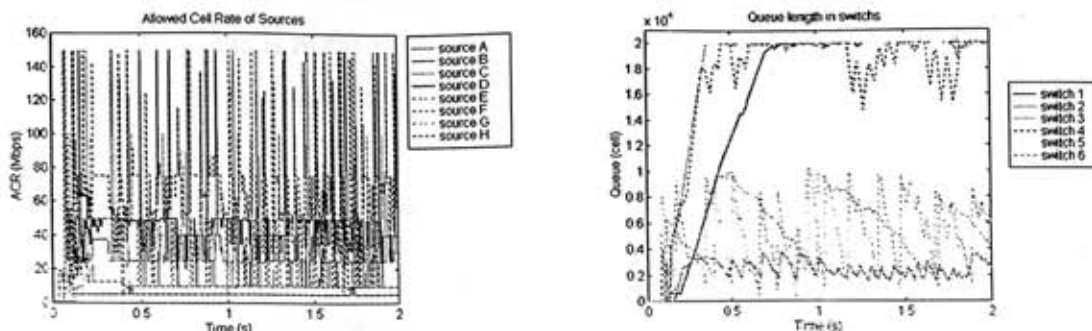 Allowed Cell Rate of Sources
160
140
120
100
80
60
40
20
0
ACR (Mbps)
0 0.5 1 1.5 2
Time (s)
source A
source B
source C
source D
source E
source F
source G
source H
Queue length in switchs
x 10⁴
2
1.8
1.6
1.4
1.2
1
0.8
0.6
0.4
0.2
0
Queue (cell)
0 0.5 1 1.5 2
Time (s)
switch 1
switch 2
switch 3
switch 4
switch 5
switch 6